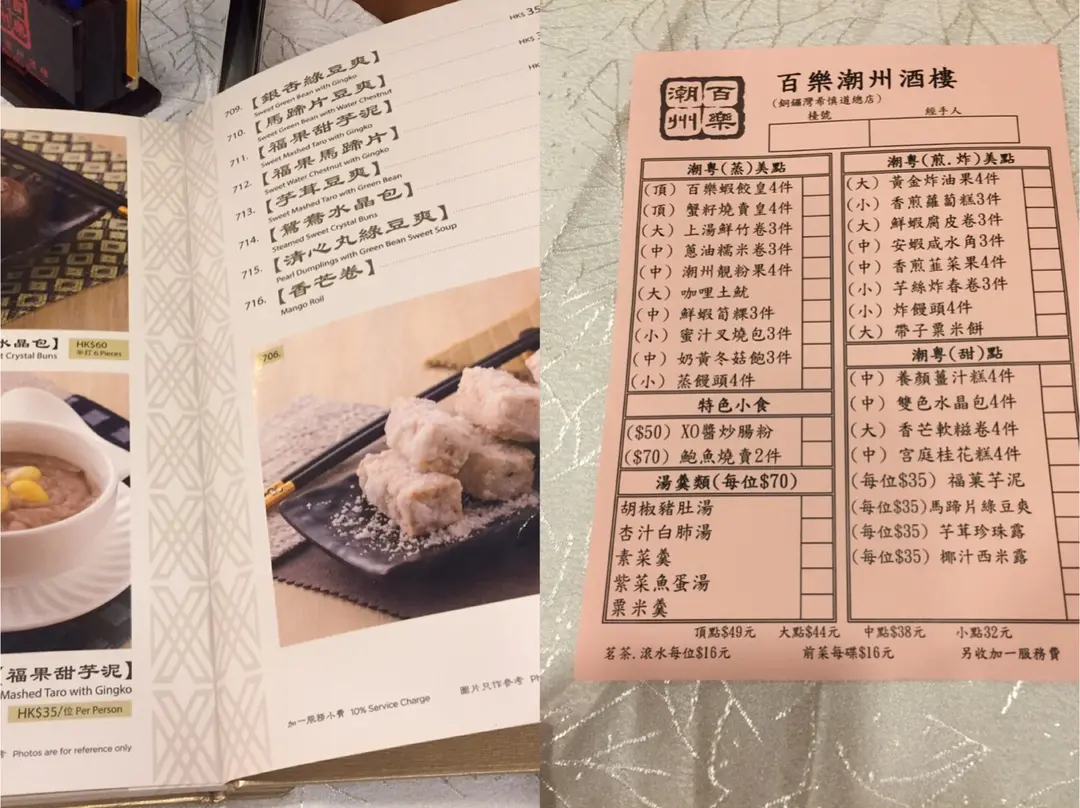 HK$ 35
709.【銀杏綠豆爽】
Sweet Green Bean with Gingko
710.【馬蹄片豆爽】
Sweet Green Bean with Water Chestnut
711.【福果甜芋泥】
Sweet Mashed Taro with Gingko
712.【福果馬蹄片】
Sweet Water Chestnut with Gingko
713.【芋茸豆爽】
Sweet Mashed Taro with Green Bean
714.【鴛鴦水晶包】
Steamed Sweet Crystal Buns
715.【清心丸綠豆爽】
Pearl Dumplings with Green Bean Sweet Soup
716.【香芒卷】
Mango Roll
水晶包】
t Crystal Buns
HK$60
半打 6 Pieces
706.
福果甜芋泥】
Mashed Taro with Gingko
HK$35/位 Per Person
Photos are for reference only
加一服務小費 10% Service Charge
圖片只作參考
百樂潮州
百樂潮州酒樓
(銅鑼灣希慎道總店)
檯號
經手人
潮粵(蒸)美點
(頂) 百樂蝦餃皇4件
(頂) 蟹籽燒賣皇4件
(大) 上湯鮮竹卷3件
(中) 蔥油糯米卷3件
(中) 潮州靚粉果4件
(大) 咖哩土魷
(中) 鮮蝦筍粿3件
(小) 蜜汁叉燒包3件
(中) 奶黃冬菇飽3件
(小) 蒸饅頭4件
特色小食
($50) XO醬炒腸粉
($70) 鮑魚燒賣2件
湯羹類(每位$70)
胡椒豬肚湯
杏汁白肺湯
素菜羹
紫菜魚蛋湯
粟米羹
潮粵(煎.炸)美點
(大) 黃金炸油果4件
(小) 香煎蘿蔔糕3件
(大) 鮮蝦腐皮卷3件
(中) 安蝦咸水角3件
(中) 香煎韮菜果4件
(小) 芋絲炸春卷3件
(小) 炸饅頭4件
(大) 帶子粟米餅
潮粵(甜)點
(中) 養顏薑汁糕4件
(中) 雙色水晶包4件
(大) 香芒軟糍卷4件
(中) 宮庭桂花糕4件
(每位$35) 福菓芋泥
(每位$35)馬蹄片綠豆爽
(每位$35) 芋茸珍珠露
(每位$35) 椰汁西米露
頂點$49元 大點$44元 中點$38元 小點32元
茗茶.滾水每位$16元 前菜每碟$16元 另收加一服務費